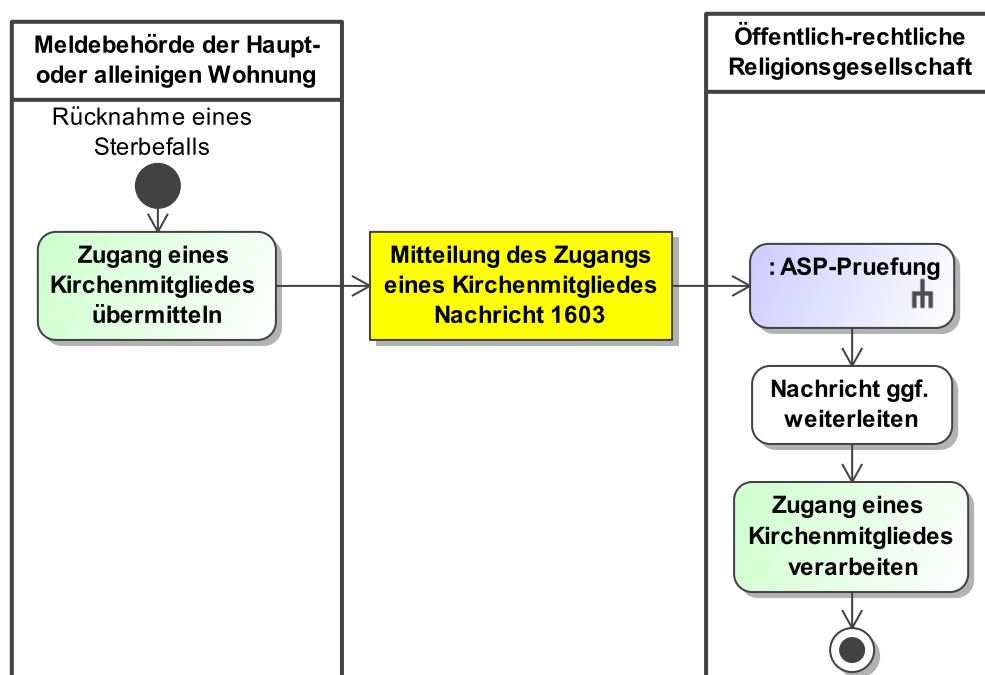 Meldebehörde der Haupt-
oder alleinigen Wohnung
Rücknahme eines
Sterbefalls
Zugang eines
Kirchenmitgliedes
übermitteln
Mitteilung des Zugangs
eines Kirchenmitgliedes
Nachricht 1603
Öffentlich-rechtliche
Religionsgesellschaft
: ASP-Pruefung
Nachricht ggf.
weiterleiten
Zugang eines
Kirchenmitgliedes
verarbeiten